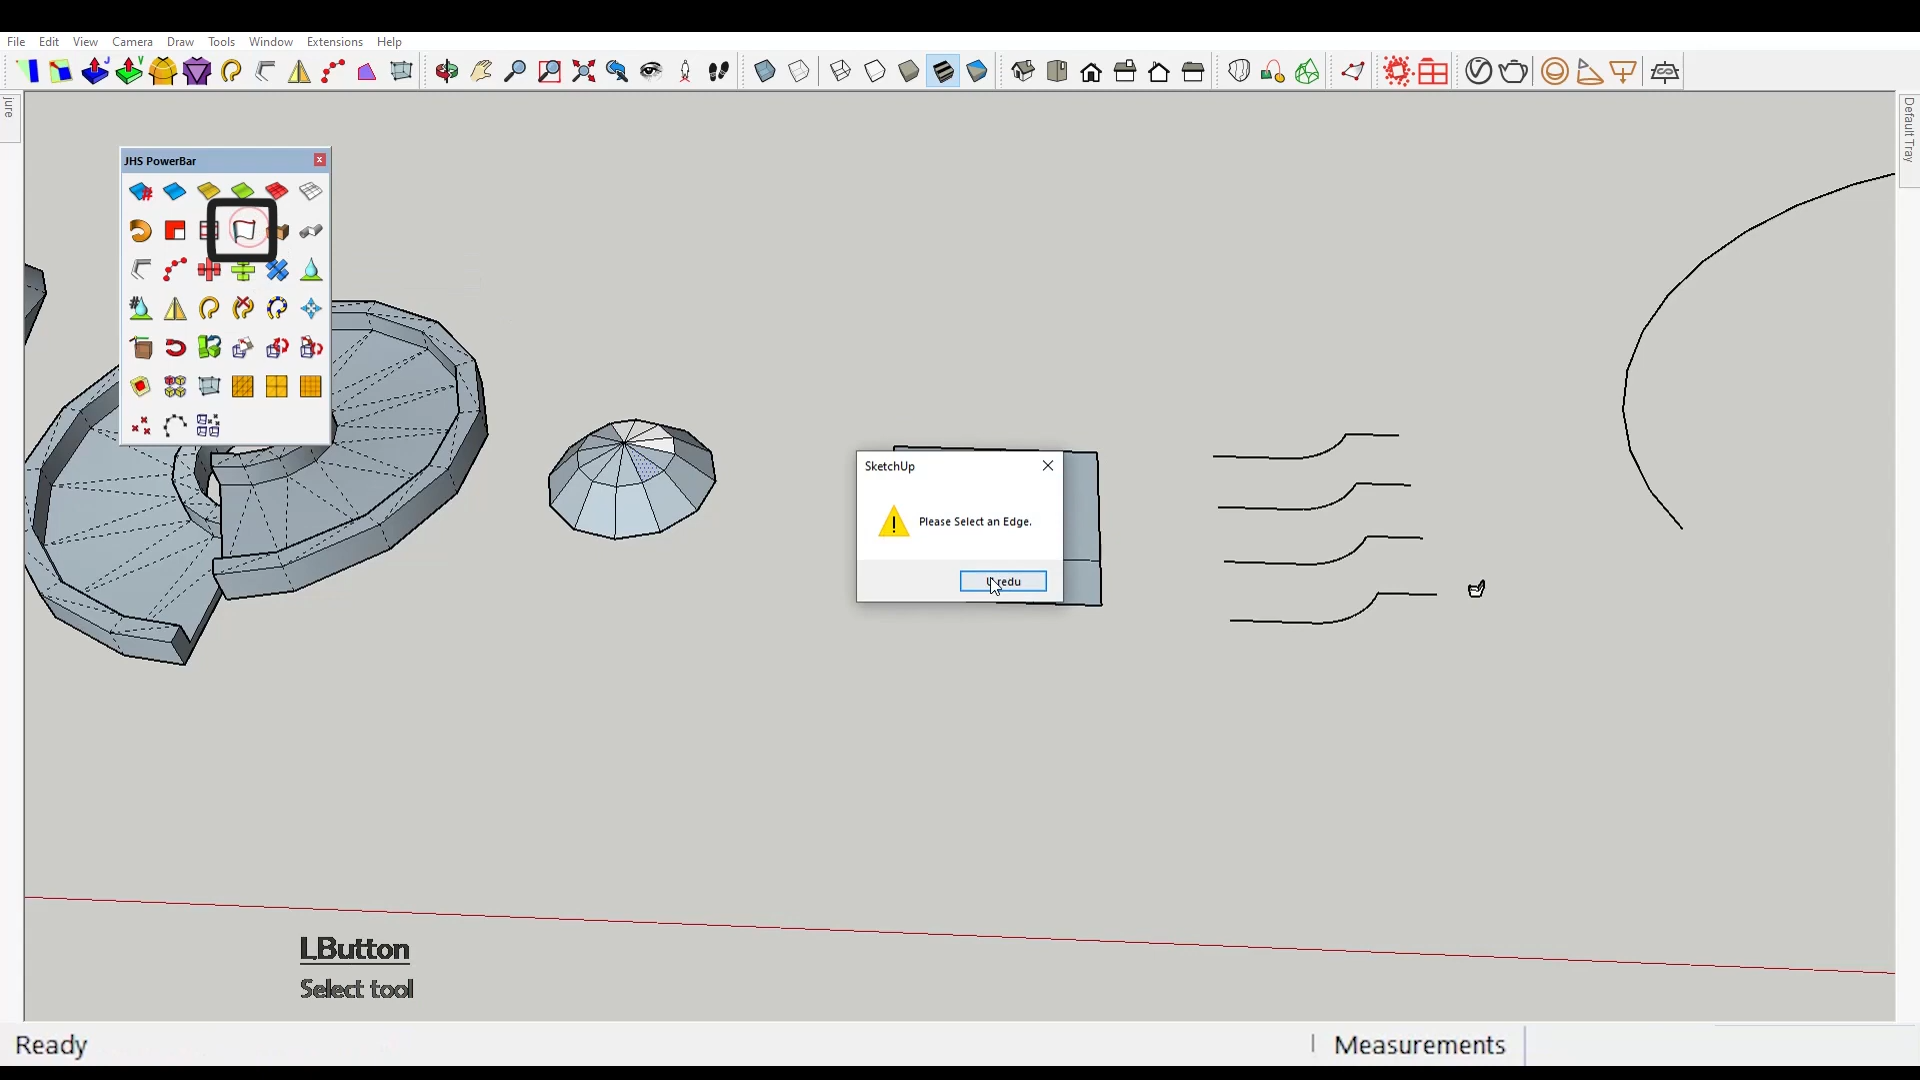 File Edit View Camera Draw Tools Window Extensions Help
jure
Default Tray
JHS PowerBar
SketchUp
Please Select an Edge.
LButton
Select tool
Ready
Measurements